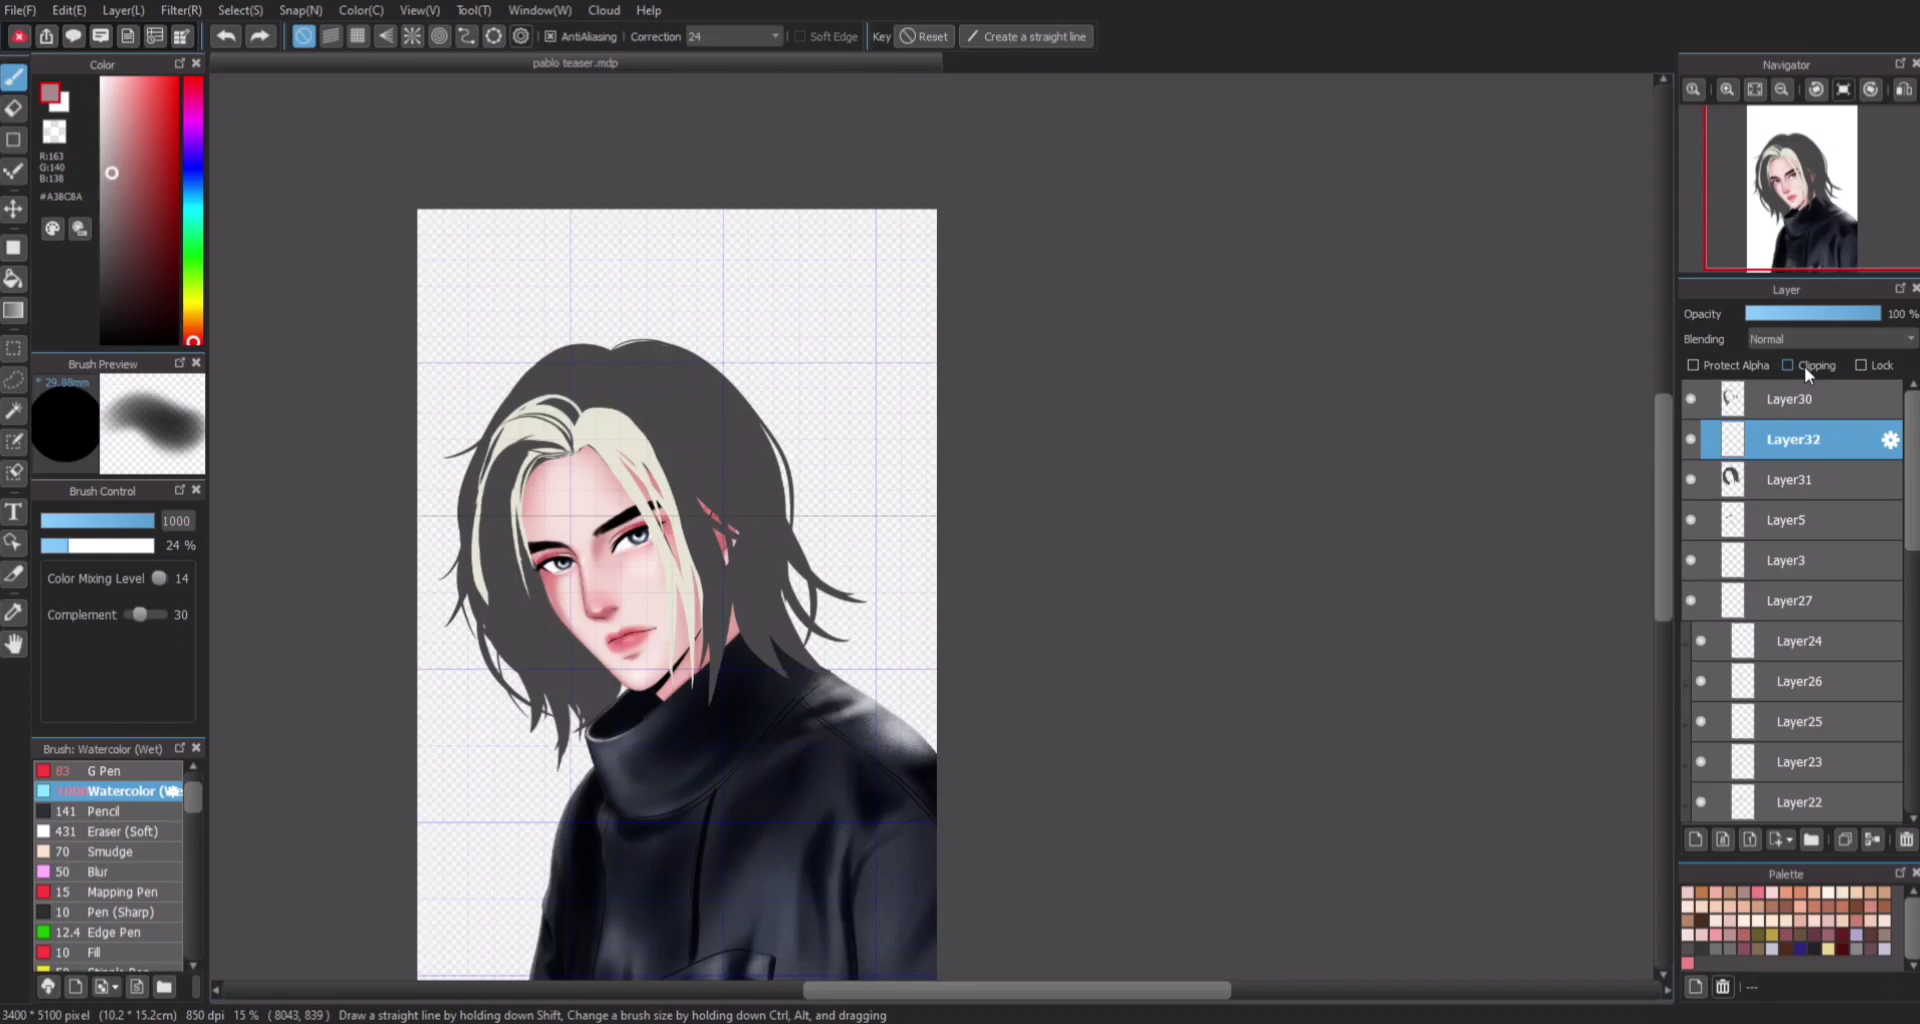 File(F) Edit(E) Layer(L) Filter(R) Select(S) Snap(N) Color(C) View(V) Tool(T) Window(W) Cloud Help
AntiAliasing Correction 24 Soft Edge Key Reset Create a straight line
pablo teaser.mdp
Color
R:163
G:140
B:138
#A38C8A
Brush Preview
* 29.88mm
Brush Control
1000
24 %
Color Mixing Level 14
Complement 30
Brush: Watercolor (Wet)
83 G Pen
1000 Watercolor (We
141 Pencil
431 Eraser (Soft)
70 Smudge
50 Blur
15 Mapping Pen
10 Pen (Sharp)
12.4 Edge Pen
10 Fill
Navigator
Layer
Opacity 100 %
Blending Normal
Protect Alpha Clipping Lock
Layer30
Layer32
Layer31
Layer5
Layer3
Layer27
Layer24
Layer26
Layer25
Layer23
Layer22
Palette
---
3400 * 5100 pixel (10.2 * 15.2cm) 850 dpi 15 % ( 8043, 839 ) Draw a straight line by holding down Shift, Change a brush size by holding down Ctrl, Alt, and dragging